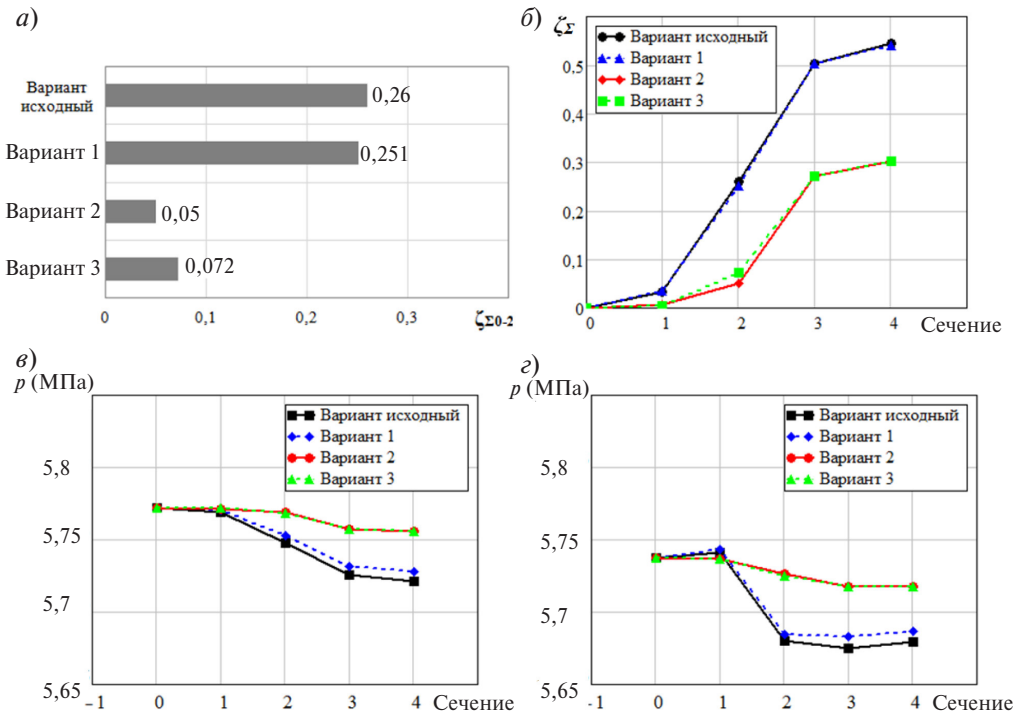 а)
Вариант
исходный
0,26
Вариант 1
0,251
Вариант 2
0,05
Вариант 3
0,072
0
0,1
0,2
0,3
ζΣ0-2
б)
ζΣ
Вариант исходный
Вариант 1
Вариант 2
Вариант 3
0,5
0,4
0,3
0,2
0,1
0
0
1
2
3
4
Сечение
в)
p (МПа)
Вариант исходный
Вариант 1
Вариант 2
Вариант 3
5,8
5,75
5,7
5,65
-1
0
1
2
3
4
Сечение
г)
p (МПа)
Вариант исходный
Вариант 1
Вариант 2
Вариант 3
5,8
5,75
5,7
5,65
-1
0
1
2
3
4
Сечение